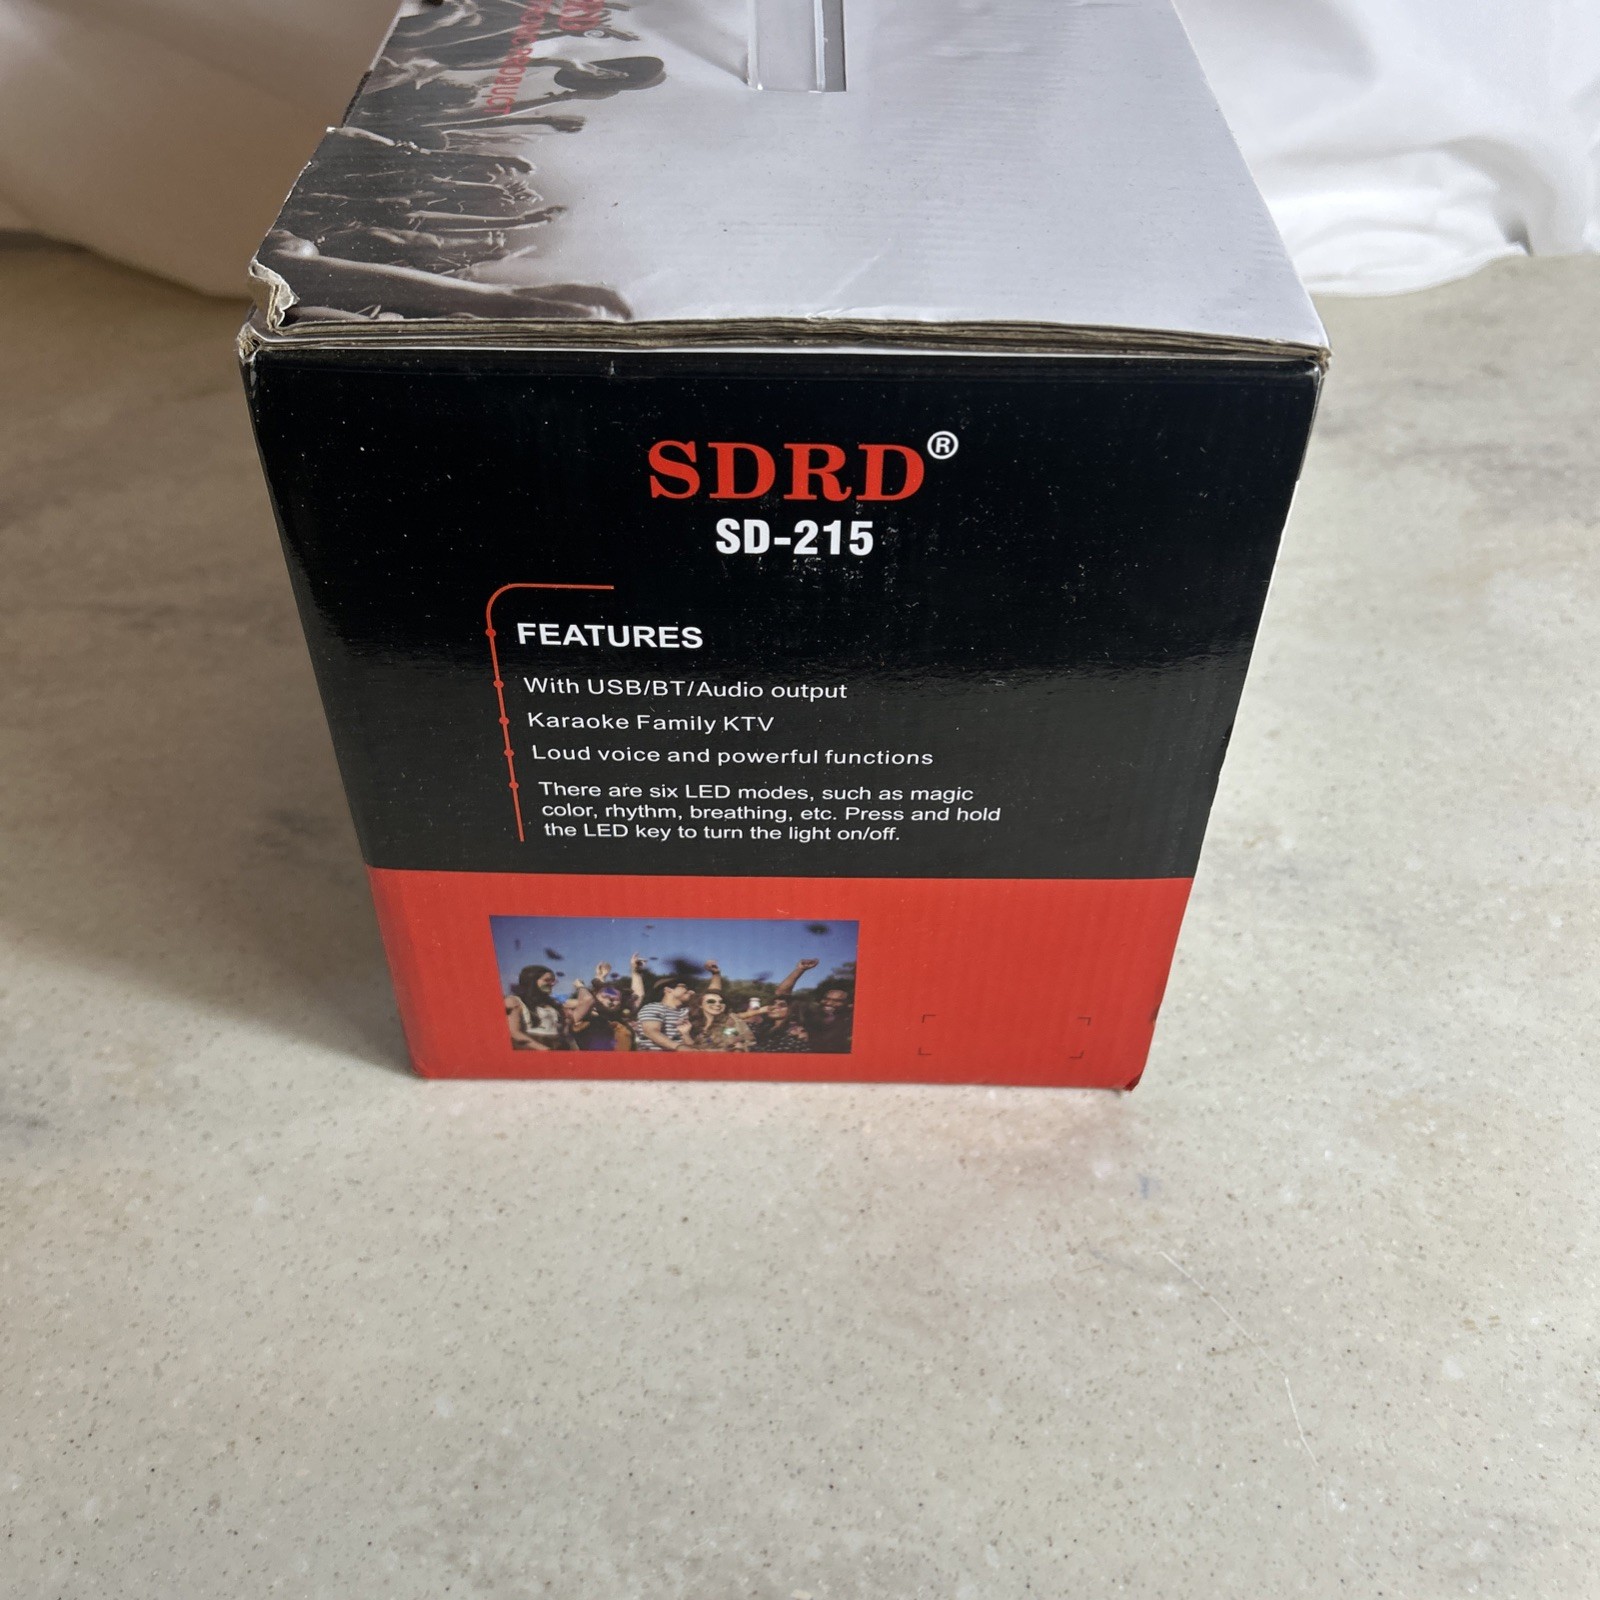 SDRD®
SD-215
FEATURES
With USB/BT/Audio output
Karaoke Family KTV
Loud voice and powerful functions
There are six LED modes, such as magic
color, rhythm, breathing, etc. Press and hold
the LED key to turn the light on/off.